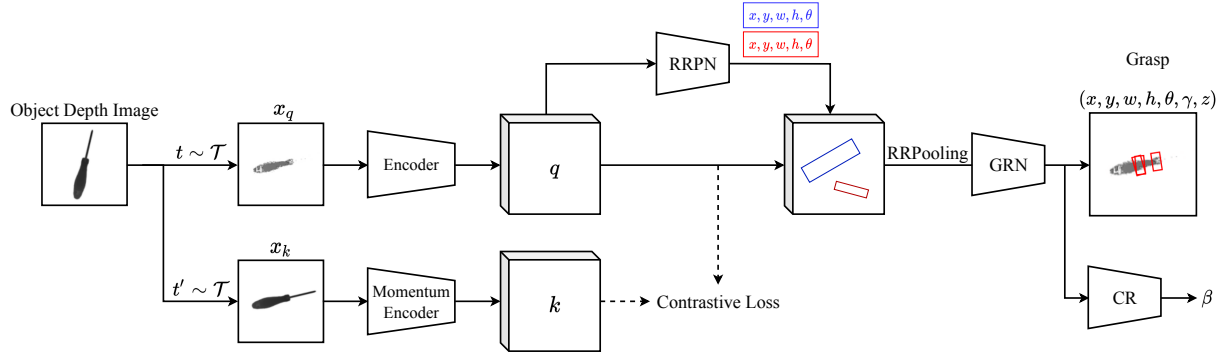 x, y, w, h, θ
x, y, w, h, θ
RRPN
Grasp
(x, y, w, h, θ, γ, z)
Object Depth Image
x_q
t ∼ 𝒯
Encoder
q
RRPooling
GRN
x_k
t′ ∼ 𝒯
Momentum
Encoder
k
Contrastive Loss
CR
β